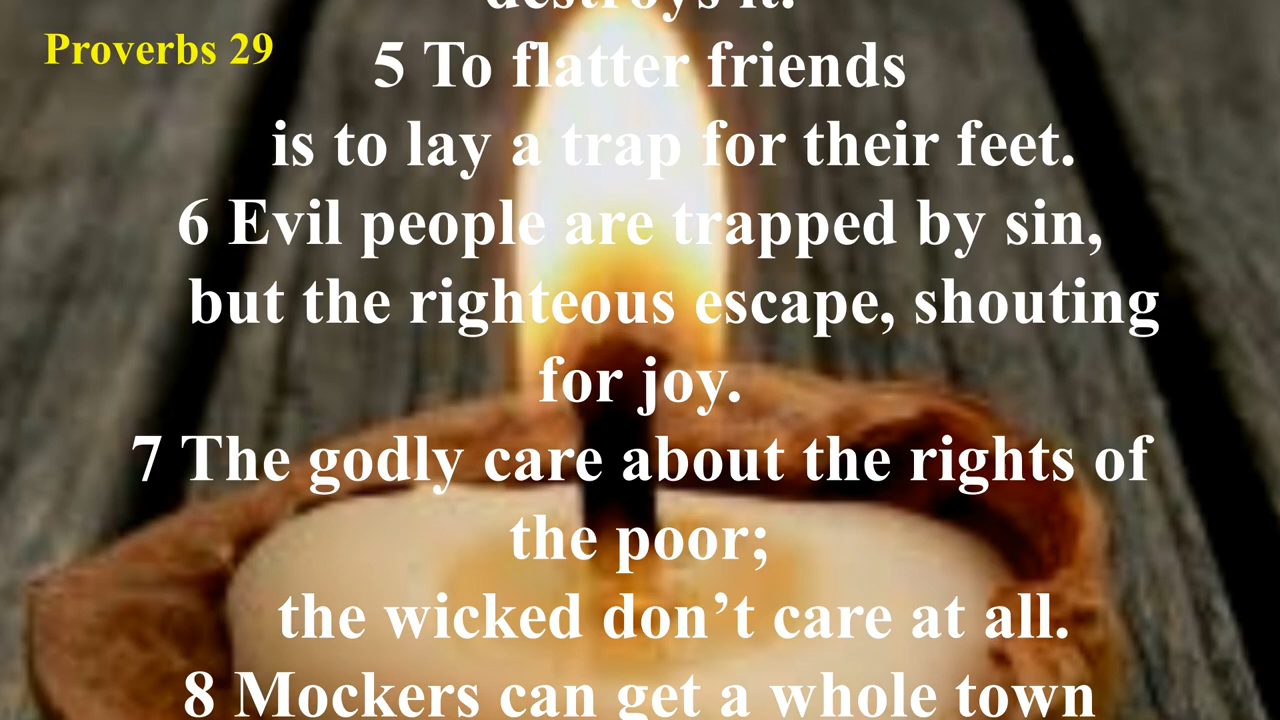 destroys it.
Proverbs 29
5 To flatter friends
is to lay a trap for their feet.
6 Evil people are trapped by sin,
but the righteous escape, shouting
for joy.
7 The godly care about the rights of
the poor;
the wicked don’t care at all.
8 Mockers can get a whole town